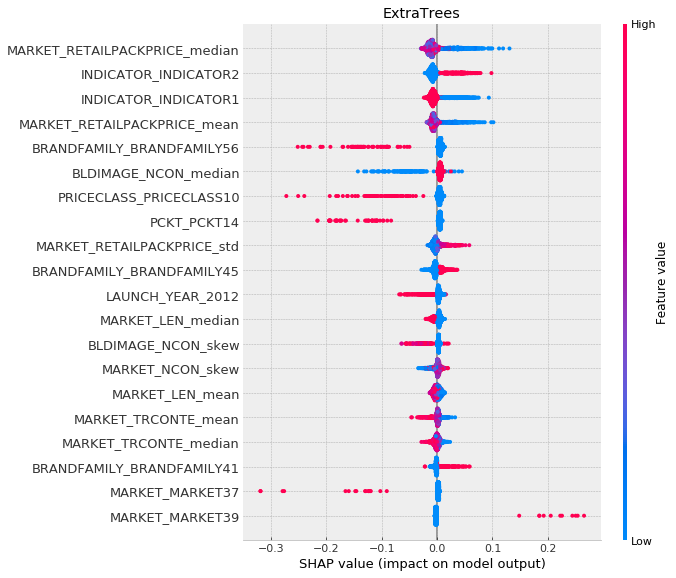 ExtraTrees
High
MARKET_RETAILPACKPRICE_median
INDICATOR_INDICATOR2
INDICATOR_INDICATOR1
MARKET_RETAILPACKPRICE_mean
BRANDFAMILY_BRANDFAMILY56
BLDIMAGE_NCON_median
PRICECLASS_PRICECLASS10
PCKT_PCKT14
MARKET_RETAILPACKPRICE_std
BRANDFAMILY_BRANDFAMILY45
LAUNCH_YEAR_2012
MARKET_LEN_median
BLDIMAGE_NCON_skew
MARKET_NCON_skew
MARKET_LEN_mean
MARKET_TRCONTE_mean
MARKET_TRCONTE_median
BRANDFAMILY_BRANDFAMILY41
MARKET_MARKET37
MARKET_MARKET39
Feature value
Low
−0.3 −0.2 −0.1 0.0 0.1 0.2
SHAP value (impact on model output)